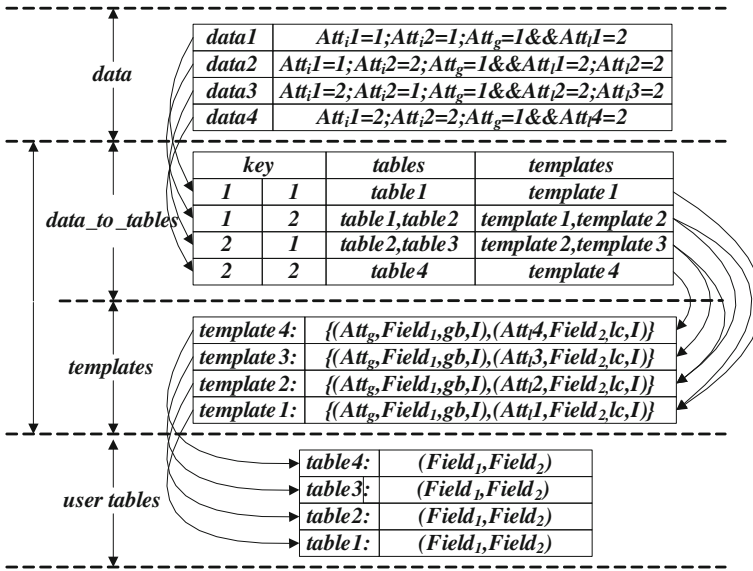 data
data1 Att_i1=1;Att_i2=1;Att_g=1&&Att_l1=2
data2 Att_i1=1;Att_i2=2;Att_g=1&&Att_l1=2;Att_l2=2
data3 Att_i1=2;Att_i2=1;Att_g=1&&Att_l2=2;Att_l3=2
data4 Att_i1=2;Att_i2=2;Att_g=1&&Att_l4=2
data_to_tables
key tables templates
1 1 table1 template1
1 2 table1,table2 template1,template2
2 1 table2,table3 template2,template3
2 2 table4 template4
templates
template4: {(Att_g,Field_1,gb,I),(Att_l4,Field_2,lc,I)}
template3: {(Att_g,Field_1,gb,I),(Att_l3,Field_2,lc,I)}
template2: {(Att_g,Field_1,gb,I),(Att_l2,Field_2,lc,I)}
template1: {(Att_g,Field_1,gb,I),(Att_l1,Field_2,lc,I)}
user tables
table4: (Field_1,Field_2)
table3: (Field_1,Field_2)
table2: (Field_1,Field_2)
table1: (Field_1,Field_2)